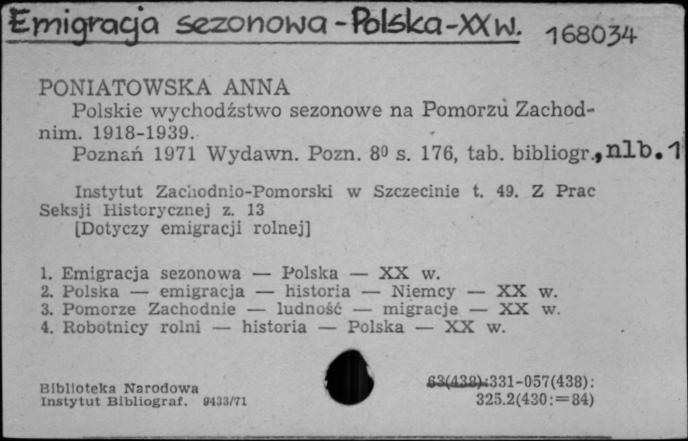 Emigracja sezonowa - Polska - XX w. 168034
PONIATOWSKA ANNA
Polskie wychodźstwo sezonowe na Pomorzu Zachod-
nim. 1918-1939.
Poznań 1971 Wydawn. Pozn. 8⁰ s. 176, tab. bibliogr., nlb. 1
Instytut Zachodnio-Pomorski w Szczecinie t. 49. Z Prac
Seksji Historycznej z. 13
[Dotyczy emigracji rolnej]
1. Emigracja sezonowa — Polska — XX w.
2. Polska — emigracja — historia — Niemcy — XX w.
3. Pomorze Zachodnie — ludność — migracje — XX w.
4. Robotnicy rolni — historia — Polska — XX w.
63(438):331-057(438):
Biblioteka Narodowa
Instytut Bibliograf. 9433/71 325.2(430:=84)